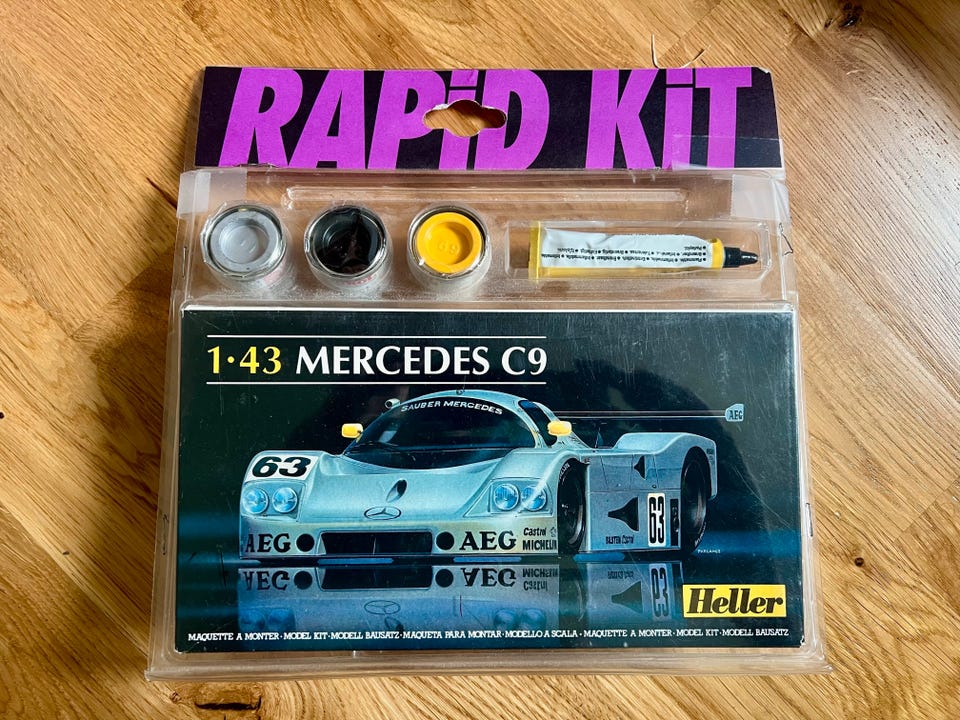 RAPiD KiT
69
1·43 MERCEDES C9
SAUBER MERCEDES
AEG
63
63
AEG
AEG
Castrol
MICHELIN
Heller
MAQUETTE A MONTER·MODEL KIT·MODELL BAUSATZ·MAQUETA PARA MONTAR·MODELLO A SCALA·MAQUETTE A MONTER·MODEL KIT·MODELL BAUSATZ